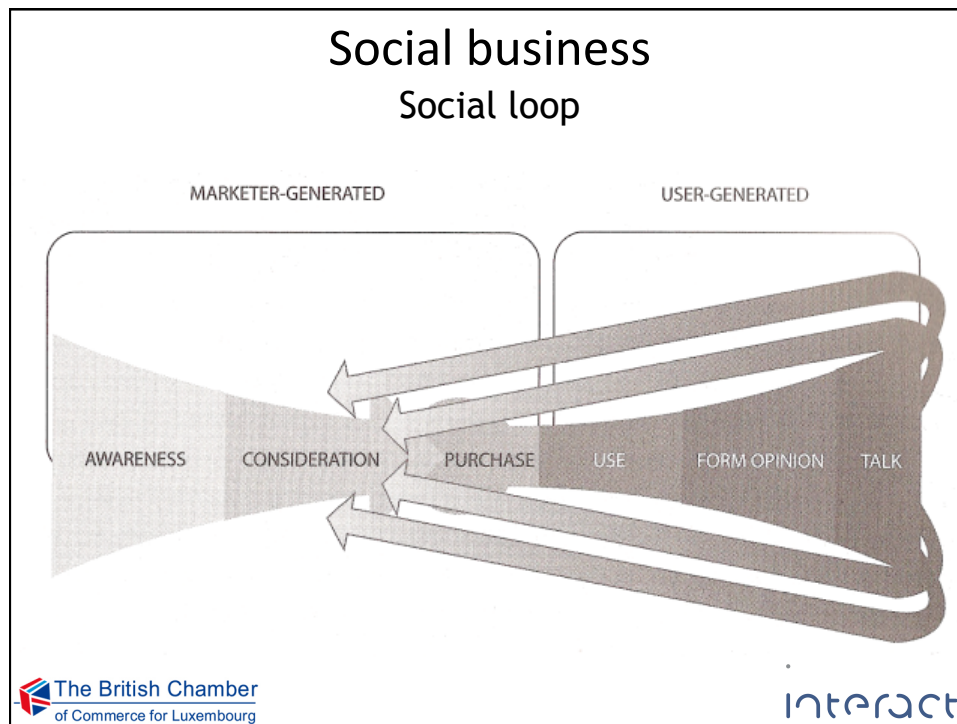 Social business
Social loop
MARKETER-GENERATED
USER-GENERATED
AWARENESS
CONSIDERATION
PURCHASE
USE
FORM OPINION
TALK
The British Chamber
of Commerce for Luxembourg
interact